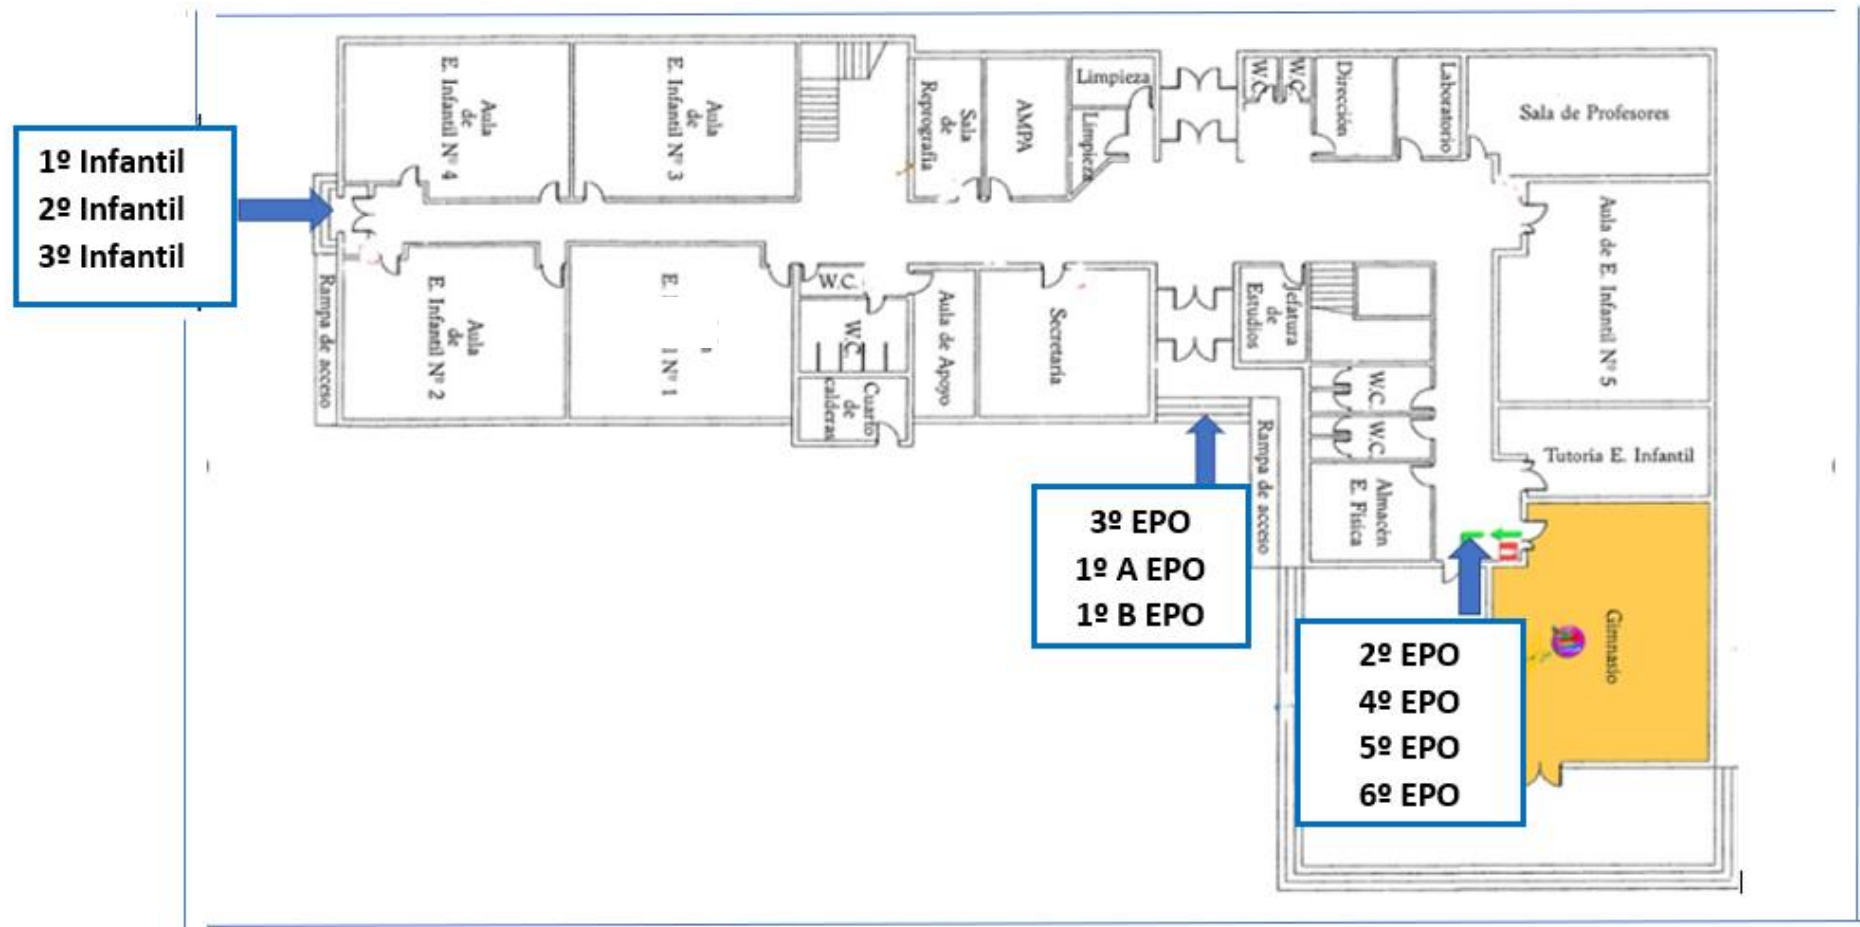 1º Infantil
2º Infantil
3º Infantil
Aula
de
E. Infantil Nº 4
Aula
de
E. Infantil Nº 3
Sala
de
Reprografía
AMPA
Limpieza
Limpieza
W.C.
W.C.
Dirección
Laboratorio
Sala de Profesores
Rampa de acceso
Aula
de
E. Infantil Nº 2
E.
Nº 1
W.C.
W.C.
Cuarto
de
calderas
Aula de Apoyo
Secretaría
Jefatura
de
Estudios
W.C.
W.C.
Almacén
E. Física
Aula de E. Infantil Nº 5
Tutoría E. Infantil
Rampa de acceso
Gimnasio
3º EPO
1º A EPO
1º B EPO
2º EPO
4º EPO
5º EPO
6º EPO